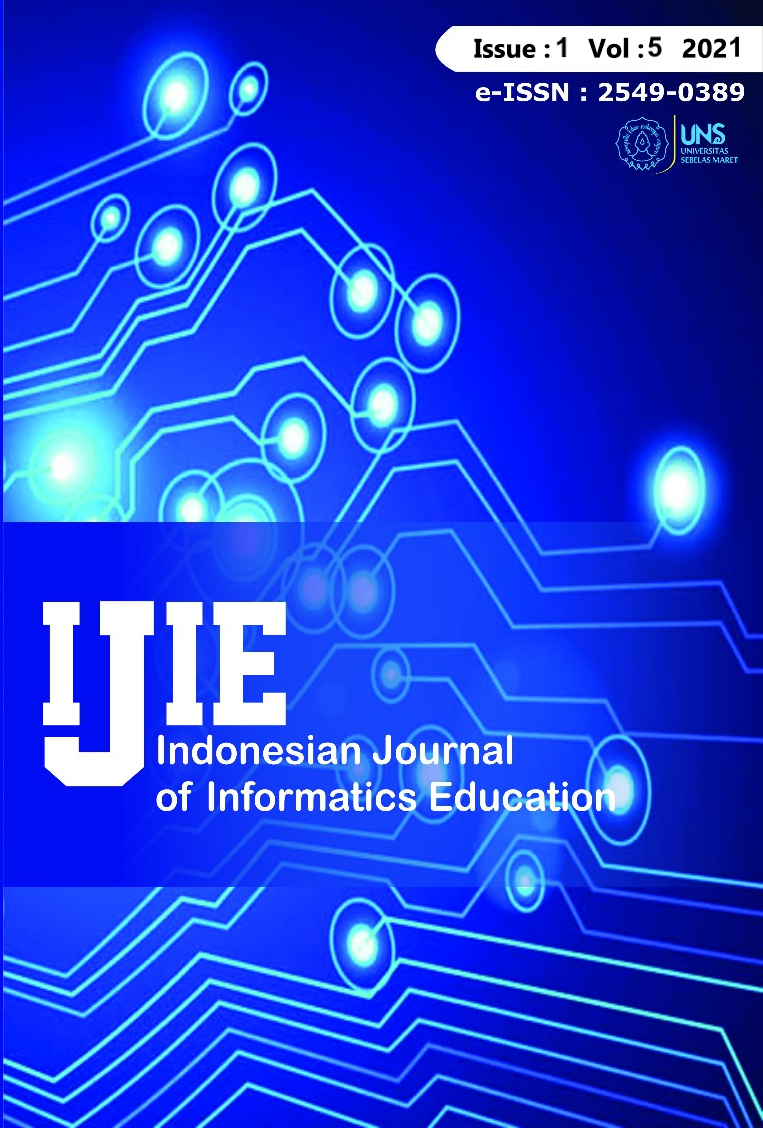 Issue : 1 Vol : 5 2021
e-ISSN : 2549-0389
UNS
UNIVERSITAS
SEBELAS MARET
IJIE
Indonesian Journal
of Informatics Education